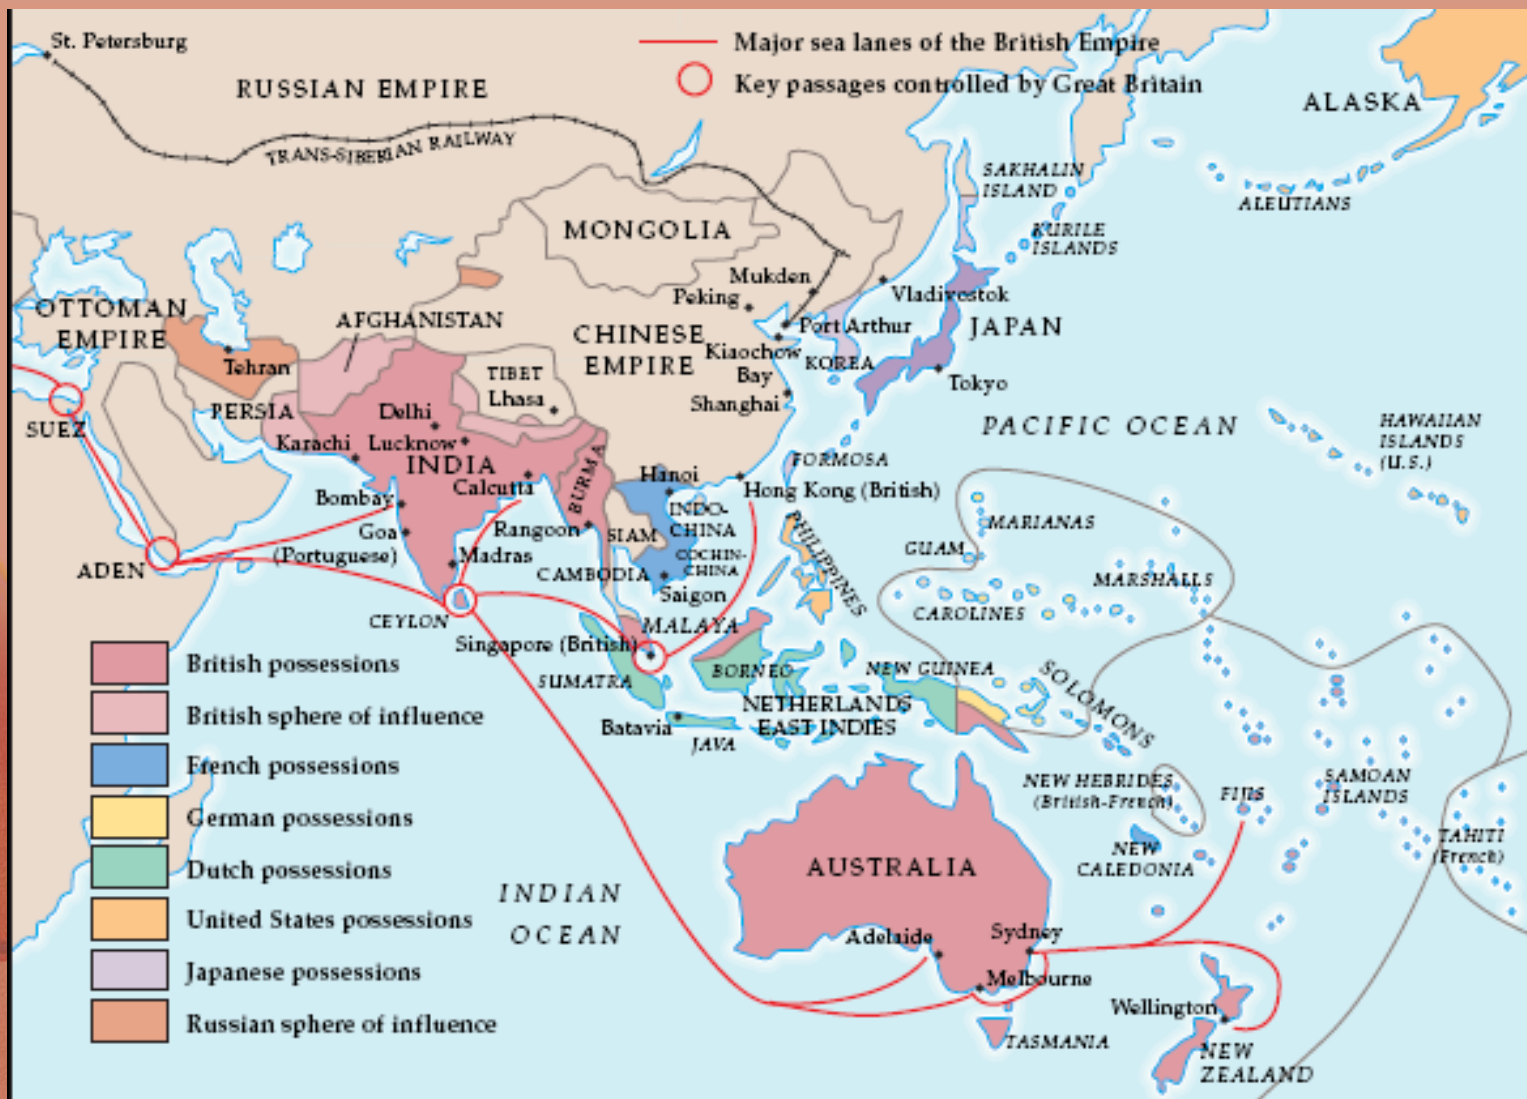 St. Petersburg
Major sea lanes of the British Empire
Key passages controlled by Great Britain
RUSSIAN EMPIRE
ALASKA
TRANS-SIBERIAN RAILWAY
SAKHALIN
ISLAND
ALEUTIANS
MONGOLIA
KURILE
ISLANDS
Mukden
Peking
Vladivostok
OTTOMAN
EMPIRE
AFGHANISTAN
CHINESE
EMPIRE
Port Arthur
JAPAN
Kiaochow
Bay
KOREA
Tehran
TIBET
Lhasa
Tokyo
Shanghai
PERSIA
Delhi
SUEZ
Karachi
Lucknow
PACIFIC OCEAN
HAWAIIAN
ISLANDS
(U.S.)
INDIA
FORMOSA
BURMA
Hanoi
Calcutta
Hong Kong (British)
Bombay
INDO-
CHINA
Goa
(Portuguese)
Rangoon
SIAM
PHILIPPINES
MARIANAS
GUAM
Madras
COCHIN-
CHINA
ADEN
CAMBODIA
Saigon
MARSHALLS
CAROLINES
CEYLON
MALAYA
Singapore (British)
SUMATRA
BORNEO
NEW GUINEA
SOLOMONS
NETHERLANDS
EAST INDIES
Batavia
JAVA
NEW HEBRIDES
(British-French)
FIJIS
SAMOAN
ISLANDS
NEW
CALEDONIA
TAHITI
(French)
AUSTRALIA
INDIAN
OCEAN
Adelaide
Sydney
Melbourne
Wellington
TASMANIA
NEW
ZEALAND
British possessions
British sphere of influence
French possessions
German possessions
Dutch possessions
United States possessions
Japanese possessions
Russian sphere of influence